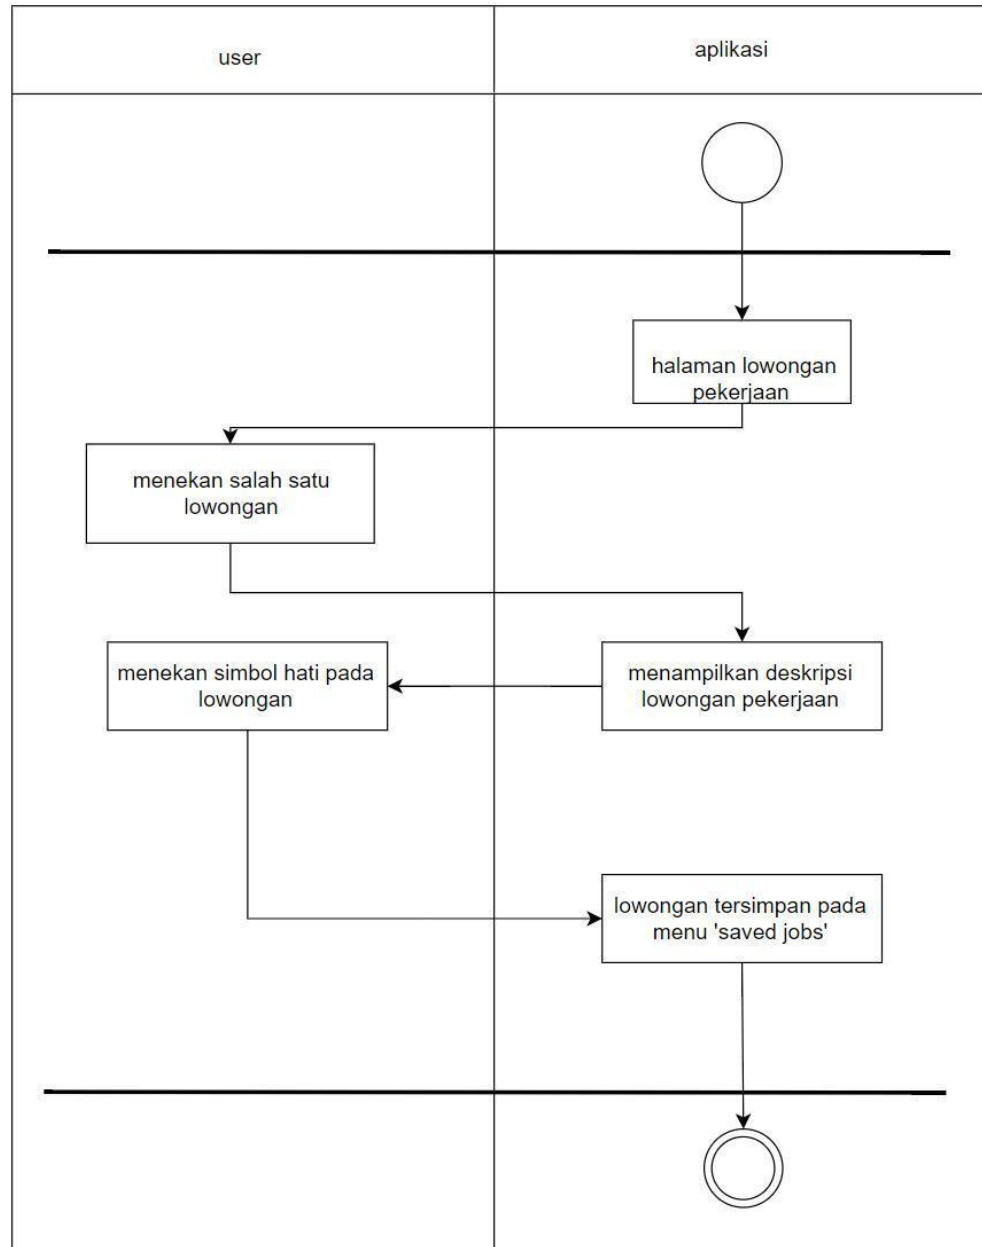 user
aplikasi
halaman lowongan
pekerjaan
menekan salah satu
lowongan
menekan simbol hati pada
lowongan
menampilkan deskripsi
lowongan pekerjaan
lowongan tersimpan pada
menu 'saved jobs'